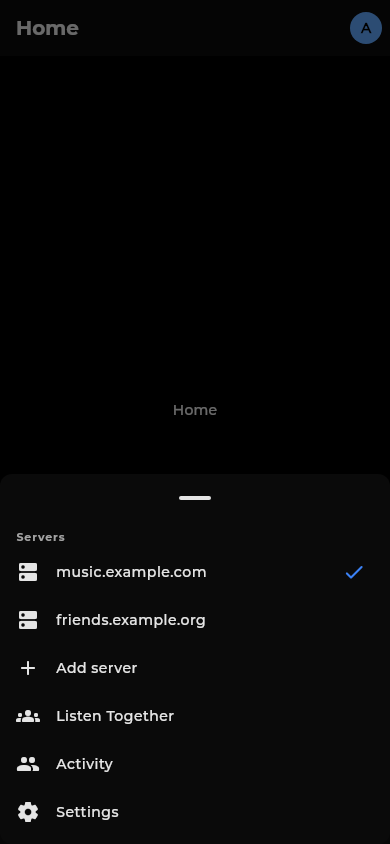 Home
A
Home
Servers
music.example.com
friends.example.org
Add server
Listen Together
Activity
Settings